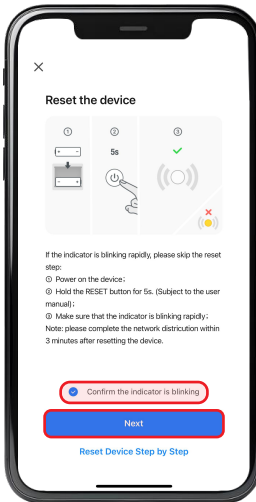 Reset the device
① ② ③
5s
If the indicator is blinking rapidly, please skip the reset
step:
① Power on the device;
② Hold the RESET button for 5s. (Subject to the user
manual);
③ Make sure that the indicator is blinking rapidly;
Note: please complete the network districution within
3 minutes after resetting the device.
Confirm the indicator is blinking
Next
Reset Device Step by Step